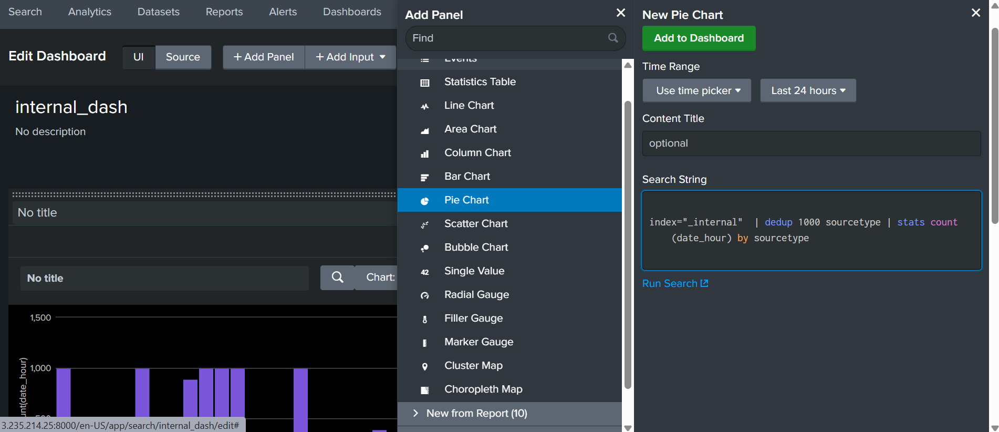 Search Analytics Datasets Reports Alerts Dashboards
Edit Dashboard UI Source + Add Panel + Add Input
internal_dash
No description
No title
No title Chart:
1,500
1,000
500
unt(date_hour)
3.235.214.25:8000/en-US/app/search/internal_dash/edit#
Add Panel
Find
Events
Statistics Table
Line Chart
Area Chart
Column Chart
Bar Chart
Pie Chart
Scatter Chart
Bubble Chart
42 Single Value
Radial Gauge
Filler Gauge
Marker Gauge
Cluster Map
Choropleth Map
New from Report (10)
New Pie Chart
Add to Dashboard
Time Range
Use time picker Last 24 hours
Content Title
optional
Search String
index="_internal" | dedup 1000 sourcetype | stats count
(date_hour) by sourcetype
Run Search